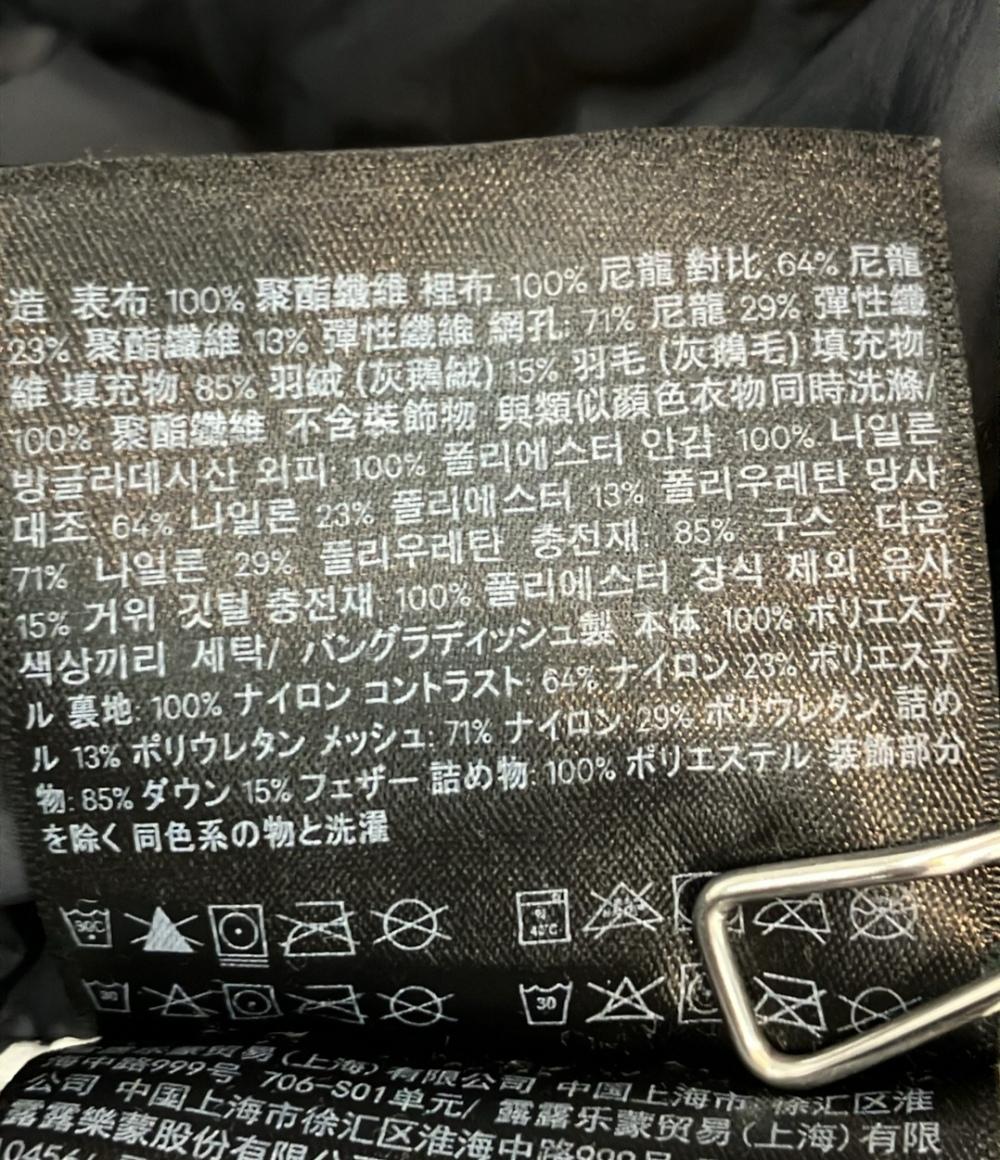 造 表布 100% 聚酯纖維 裡布 100% 尼龍 對比 64% 尼龍
23% 聚酯纖維 13% 彈性纖維 網孔: 71% 尼龍 29% 彈性纖
維 填充物 85% 羽絨 (灰鵝絨) 15% 羽毛 (灰鵝毛) 填充物
100% 聚酯纖維 不含裝飾物 與類似顏色衣物同時洗滌/
방글라데시산 외피: 100% 폴리에스터 안감: 100% 나일론
대조: 64% 나일론 23% 폴리에스터 13% 폴리우레탄 망사
71% 나일론 29% 폴리우레탄 충전재: 85% 구스 다운
15% 거위 깃털 충전재: 100% 폴리에스터 장식 제외 유사
색상끼리 세탁/ バングラディッシュ製 本体: 100% ポリエステ
ル 裏地: 100% ナイロン コントラスト: 64% ナイロン 23% ポリエステ
ル 13% ポリウレタン メッシュ: 71% ナイロン 29% ポリウレタン 詰め
物: 85% ダウン 15% フェザー 詰め物: 100% ポリエステル 装飾部分
を除く 同色系の物と洗濯
30C
40℃
30
30
海中路999号 706-S01单元/ 露露乐蒙贸易(上海)有限公司 中国上海市 徐汇区淮
公司 中国上海市徐汇区淮海中路999号
露露樂蒙股份有限公